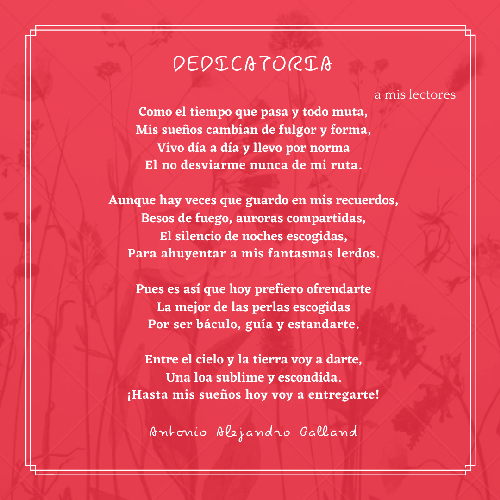 DEDICATORIA
a mis lectores
Como el tiempo que pasa y todo muta,
Mis sueños cambian de fulgor y forma,
Vivo día a día y llevo por norma
El no desviarme nunca de mi ruta.
Aunque hay veces que guardo en mis recuerdos,
Besos de fuego, auroras compartidas,
El silencio de noches escogidas,
Para ahuyentar a mis fantasmas lerdos.
Pues es así que hoy prefiero ofrendarte
La mejor de las perlas escogidas
Por ser báculo, guía y estandarte.
Entre el cielo y la tierra voy a darte,
Una loa sublime y escondida.
¡Hasta mis sueños hoy voy a entregarte!
Antonio Alejandro Galland